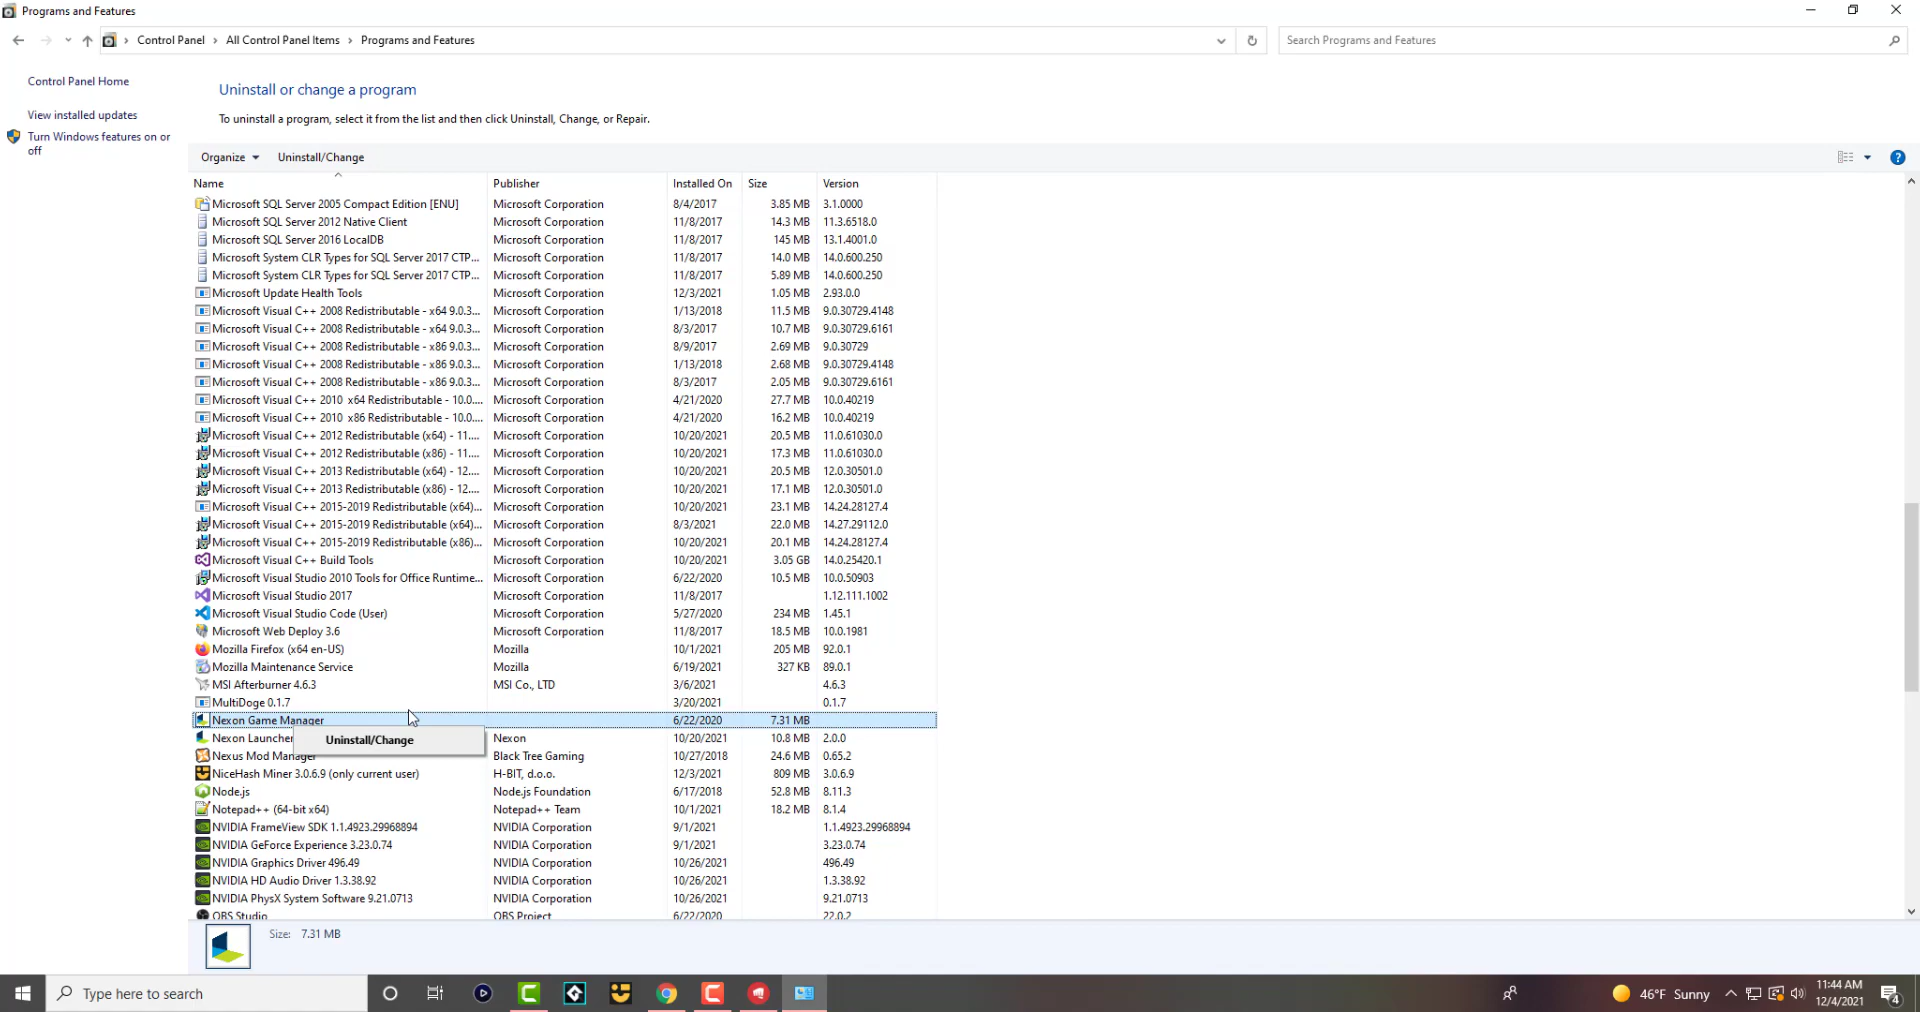 Programs and Features
Control Panel > All Control Panel Items > Programs and Features
Search Programs and Features
Control Panel Home
View installed updates
Turn Windows features on or
off
Uninstall or change a program
To uninstall a program, select it from the list and then click Uninstall, Change, or Repair.
Organize Uninstall/Change
Name Publisher Installed On Size Version
Microsoft SQL Server 2005 Compact Edition [ENU] Microsoft Corporation 8/4/2017 3.85 MB 3.1.0000
Microsoft SQL Server 2012 Native Client Microsoft Corporation 11/8/2017 14.3 MB 11.3.6518.0
Microsoft SQL Server 2016 LocalDB Microsoft Corporation 11/8/2017 145 MB 13.1.4001.0
Microsoft System CLR Types for SQL Server 2017 CTP... Microsoft Corporation 11/8/2017 14.0 MB 14.0.600.250
Microsoft System CLR Types for SQL Server 2017 CTP... Microsoft Corporation 11/8/2017 5.89 MB 14.0.600.250
Microsoft Update Health Tools Microsoft Corporation 12/3/2021 1.05 MB 2.93.0.0
Microsoft Visual C++ 2008 Redistributable - x64 9.0.3... Microsoft Corporation 1/13/2018 11.5 MB 9.0.30729.4148
Microsoft Visual C++ 2008 Redistributable - x64 9.0.3... Microsoft Corporation 8/3/2017 10.7 MB 9.0.30729.6161
Microsoft Visual C++ 2008 Redistributable - x86 9.0.3... Microsoft Corporation 8/9/2017 2.69 MB 9.0.30729
Microsoft Visual C++ 2008 Redistributable - x86 9.0.3... Microsoft Corporation 1/13/2018 2.68 MB 9.0.30729.4148
Microsoft Visual C++ 2008 Redistributable - x86 9.0.3... Microsoft Corporation 8/3/2017 2.05 MB 9.0.30729.6161
Microsoft Visual C++ 2010 x64 Redistributable - 10.0.... Microsoft Corporation 4/21/2020 27.7 MB 10.0.40219
Microsoft Visual C++ 2010 x86 Redistributable - 10.0.... Microsoft Corporation 4/21/2020 16.2 MB 10.0.40219
Microsoft Visual C++ 2012 Redistributable (x64) - 11.... Microsoft Corporation 10/20/2021 20.5 MB 11.0.61030.0
Microsoft Visual C++ 2012 Redistributable (x86) - 11.... Microsoft Corporation 10/20/2021 17.3 MB 11.0.61030.0
Microsoft Visual C++ 2013 Redistributable (x64) - 12.... Microsoft Corporation 10/20/2021 20.5 MB 12.0.30501.0
Microsoft Visual C++ 2013 Redistributable (x86) - 12.... Microsoft Corporation 10/20/2021 17.1 MB 12.0.30501.0
Microsoft Visual C++ 2015-2019 Redistributable (x64)... Microsoft Corporation 10/20/2021 23.1 MB 14.24.28127.4
Microsoft Visual C++ 2015-2019 Redistributable (x64)... Microsoft Corporation 8/3/2021 22.0 MB 14.27.29112.0
Microsoft Visual C++ 2015-2019 Redistributable (x86)... Microsoft Corporation 10/20/2021 20.1 MB 14.24.28127.4
Microsoft Visual C++ Build Tools Microsoft Corporation 10/20/2021 3.05 GB 14.0.25420.1
Microsoft Visual Studio 2010 Tools for Office Runtime... Microsoft Corporation 6/22/2020 10.5 MB 10.0.50903
Microsoft Visual Studio 2017 Microsoft Corporation 11/8/2017 1.12.111.1002
Microsoft Visual Studio Code (User) Microsoft Corporation 5/27/2020 234 MB 1.45.1
Microsoft Web Deploy 3.6 Microsoft Corporation 11/8/2017 18.5 MB 10.0.1981
Mozilla Firefox (x64 en-US) Mozilla 10/1/2021 205 MB 92.0.1
Mozilla Maintenance Service Mozilla 6/19/2021 327 KB 89.0.1
MSI Afterburner 4.6.3 MSI Co., LTD 3/6/2021 4.6.3
MultiDoge 0.1.7 3/20/2021 0.1.7
Nexon Game Manager 6/22/2020 7.31 MB
Nexon Launcher Nexon 10/20/2021 10.8 MB 2.0.0
Uninstall/Change
Nexus Mod Manager Black Tree Gaming 10/27/2018 24.6 MB 0.65.2
NiceHash Miner 3.0.6.9 (only current user) H-BIT, d.o.o. 12/3/2021 809 MB 3.0.6.9
Node.js Node.js Foundation 6/17/2018 52.8 MB 8.11.3
Notepad++ (64-bit x64) Notepad++ Team 10/1/2021 18.2 MB 8.1.4
NVIDIA FrameView SDK 1.1.4923.29968894 NVIDIA Corporation 9/1/2021 1.1.4923.29968894
NVIDIA GeForce Experience 3.23.0.74 NVIDIA Corporation 9/1/2021 3.23.0.74
NVIDIA Graphics Driver 496.49 NVIDIA Corporation 10/26/2021 496.49
NVIDIA HD Audio Driver 1.3.38.92 NVIDIA Corporation 10/26/2021 1.3.38.92
NVIDIA PhysX System Software 9.21.0713 NVIDIA Corporation 10/26/2021 9.21.0713
OBS Studio OBS Project 6/22/2020 22.0.2
Size: 7.31 MB
Type here to search
46°F Sunny
11:44 AM
12/4/2021
4